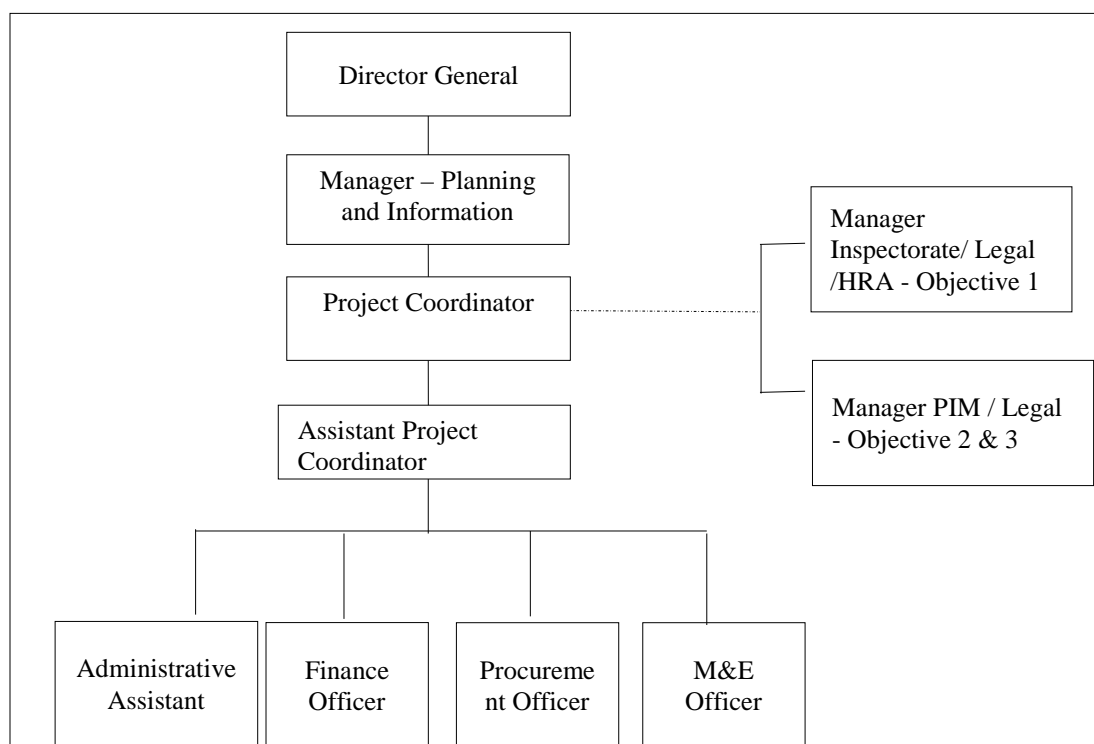 Director General
Manager – Planning
and Information
Manager
Inspectorate/ Legal
/HRA - Objective 1
Project Coordinator
Manager PIM / Legal
- Objective 2 & 3
Assistant Project
Coordinator
Administrative
Assistant
Finance
Officer
Procureme
nt Officer
M&E
Officer